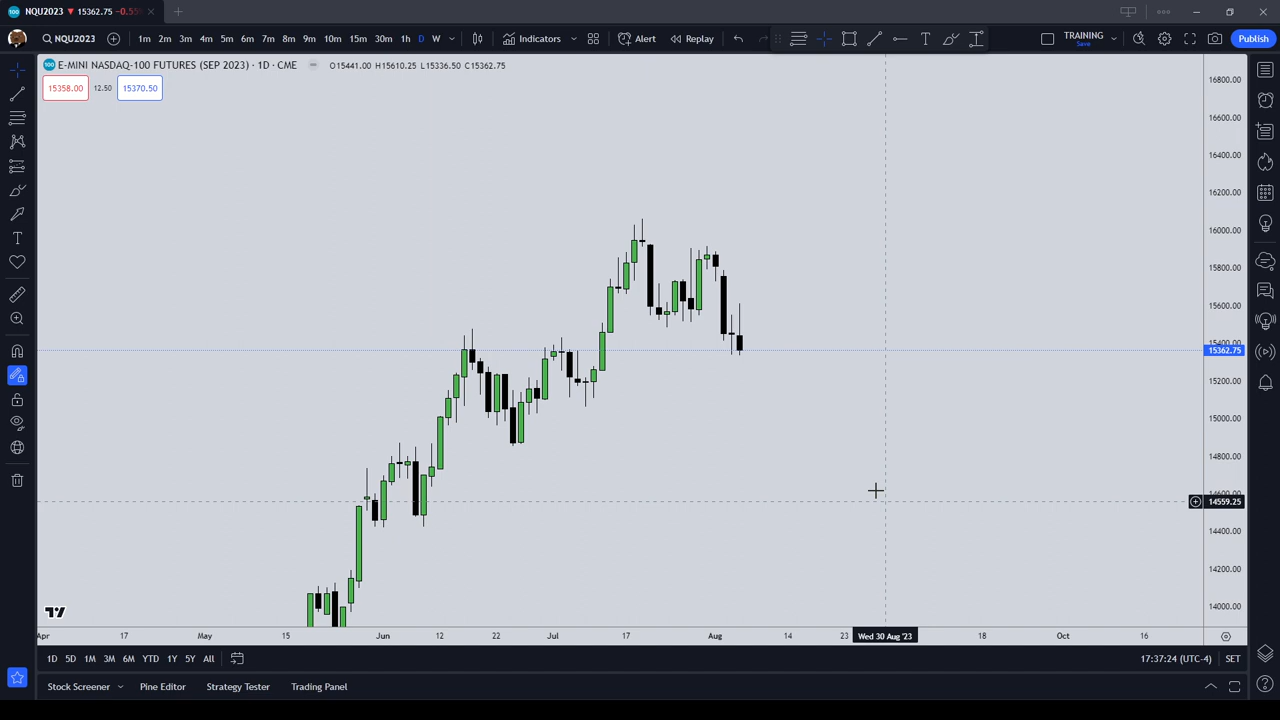 NQU2023 ▼ 15362.75 −0.55
NQU2023 1m 2m 3m 4m 5m 6m 7m 8m 9m 10m 15m 30m 1h D W Indicators Alert Replay TRAINING Save Publish
E-MINI NASDAQ-100 FUTURES (SEP 2023) · 1D · CME O15441.00 H15610.25 L15336.50 C15362.75
15358.00 12.50 15370.50
16800.00
16600.00
16400.00
16200.00
16000.00
15800.00
15600.00
15400.00
15362.75
15200.00
15000.00
14800.00
14600.00
14559.25
14400.00
14200.00
14000.00
Apr 17 May 15 Jun 12 22 Jul 17 Aug 14 23 Wed 30 Aug '23 18 Oct 16
1D 5D 1M 3M 6M YTD 1Y 5Y All 17:37:24 (UTC-4) SET
Stock Screener Pine Editor Strategy Tester Trading Panel